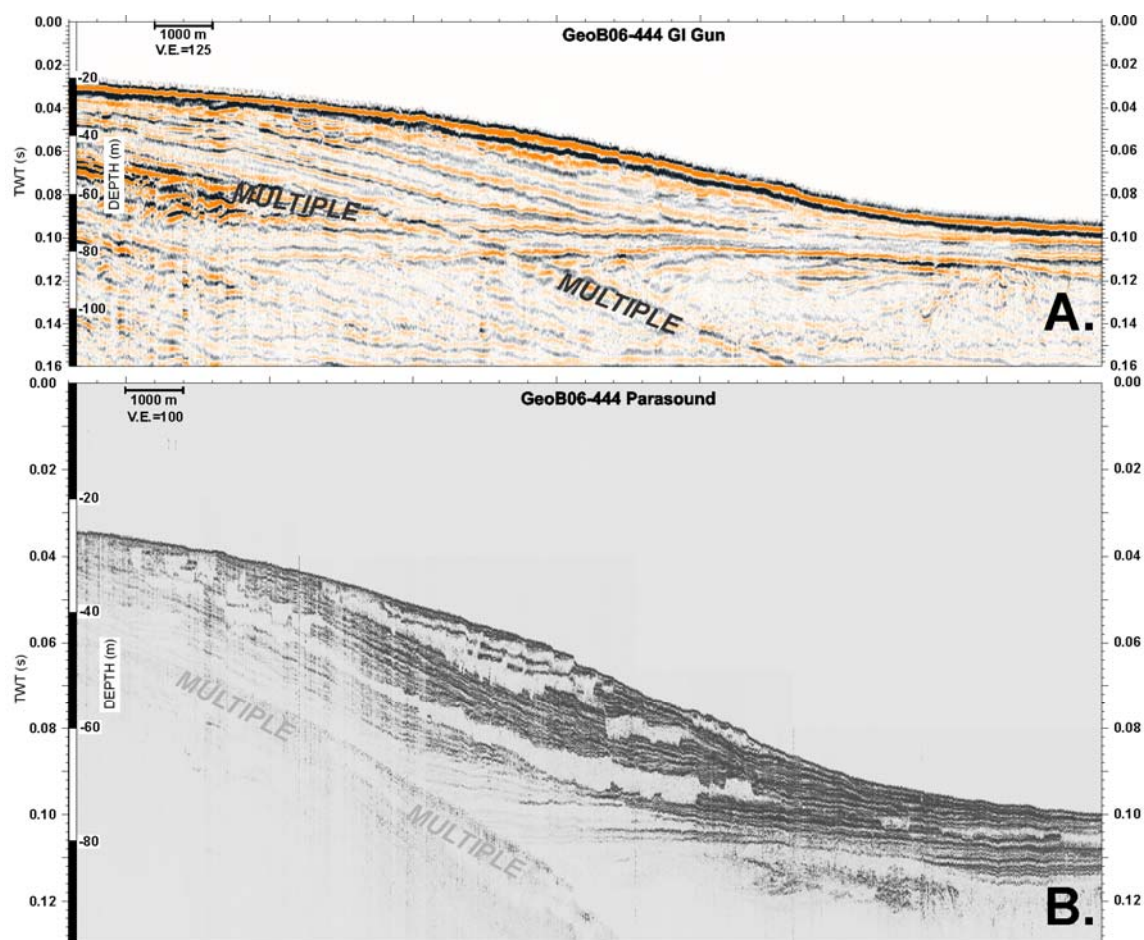 0.00
1000 m
V.E.=125
GeoB06-444 GI Gun
0.00
0.02
-20
0.02
0.04
-40
0.04
0.06
0.06
TWT (s)
DEPTH (m)
0.08
-60
MULTIPLE
0.08
0.10
-80
0.10
0.12
MULTIPLE
0.12
-100
A.
0.14
0.14
0.16
0.16
0.00
1000 m
V.E.=100
GeoB06-444 Parasound
0.00
0.02
0.02
-20
0.04
0.04
-40
0.06
0.06
TWT (s)
DEPTH (m)
MULTIPLE
0.08
-60
0.08
0.10
MULTIPLE
0.10
-80
0.12
B.
0.12